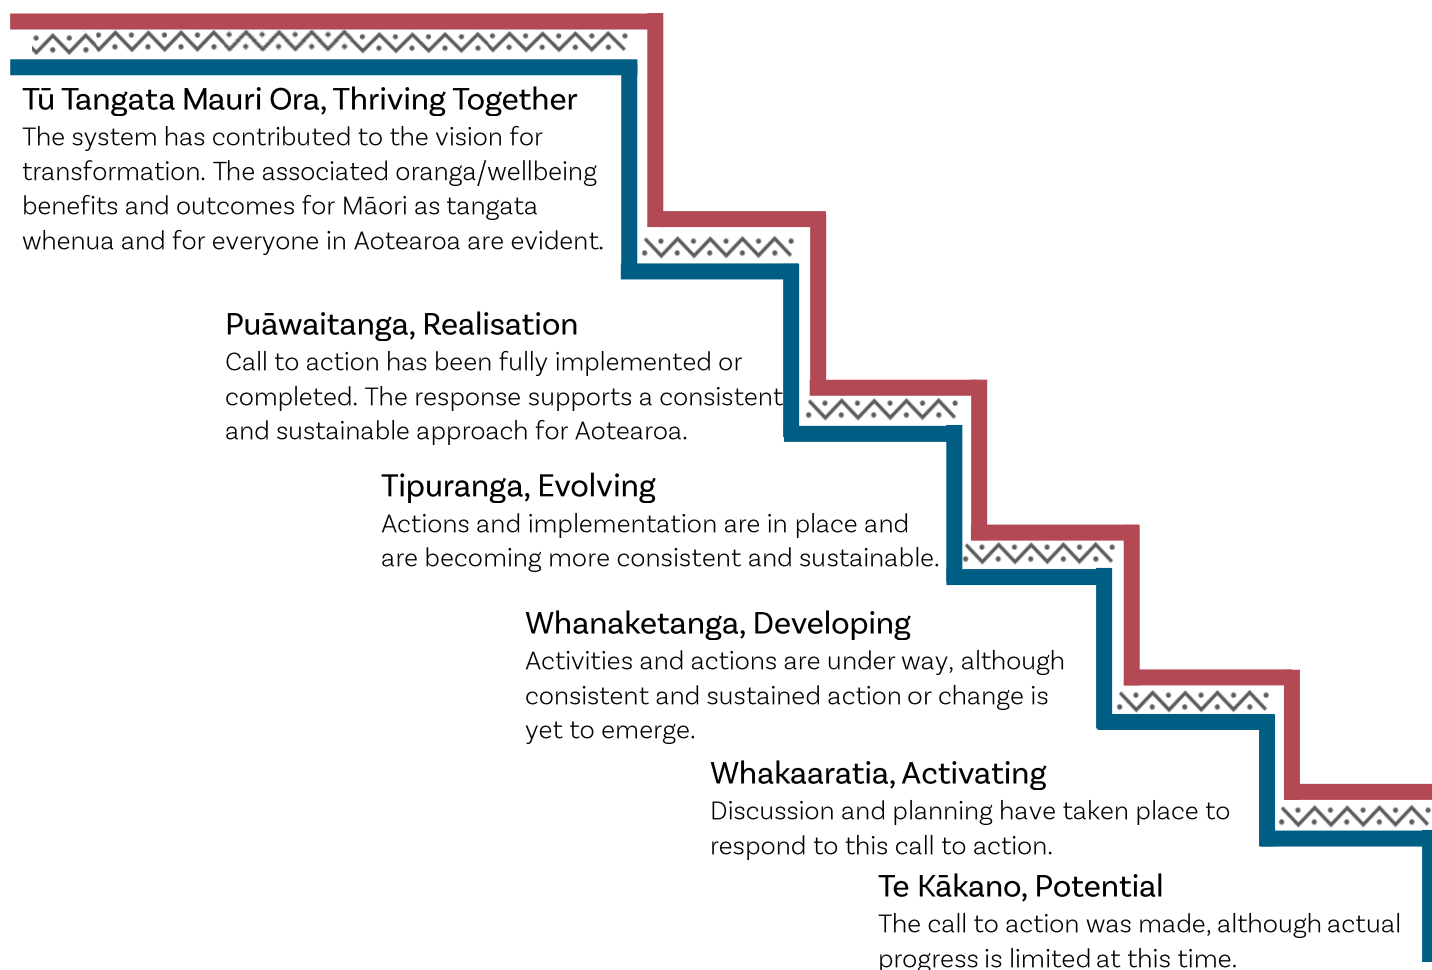 Tū Tangata Mauri Ora, Thriving Together
The system has contributed to the vision for
transformation. The associated oranga/wellbeing
benefits and outcomes for Māori as tangata
whenua and for everyone in Aotearoa are evident.
Puāwaitanga, Realisation
Call to action has been fully implemented or
completed. The response supports a consistent
and sustainable approach for Aotearoa.
Tipuranga, Evolving
Actions and implementation are in place and
are becoming more consistent and sustainable.
Whanaketanga, Developing
Activities and actions are under way, although
consistent and sustained action or change is
yet to emerge.
Whakaaratia, Activating
Discussion and planning have taken place to
respond to this call to action.
Te Kākano, Potential
The call to action was made, although actual
progress is limited at this time.